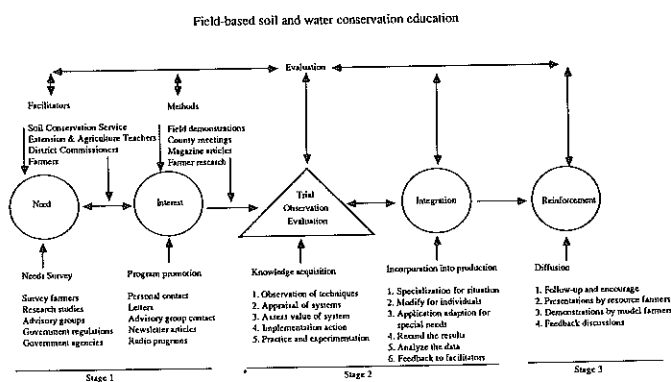 Field-based soil and water conservation education
Evaluation
Facilitators
Soil Conservation Service
Extension & Agriculture Teachers
District Commissioners
Farmers
Methods
Field demonstrations
County meetings
Magazine articles
Farmer research
Need
Interest
Trial
Observation
Evaluation
Integration
Reinforcement
Needs Survey
Survey farmers
Research studies
Advisory groups
Government regulations
Government agencies
Program promotion
Personal contact
Letters
Advisory group contact
Newsletter articles
Radio programs
Knowledge acquisition
1. Observation of techniques
2. Appraisal of systems
3. Assess value of system
4. Implementation action
5. Practice and experimentation
Incorporation into production
1. Specialization for situation
2. Modify for individuals
3. Application adaption for
special needs
4. Record the results
5. Analyze the data
6. Feedback to facilitators
Diffusion
1. Follow-up and encourage
2. Presentations by resource farmers
3. Demonstrations by model farmers
4. Feedback discussions
Stage 1
Stage 2
Stage 3